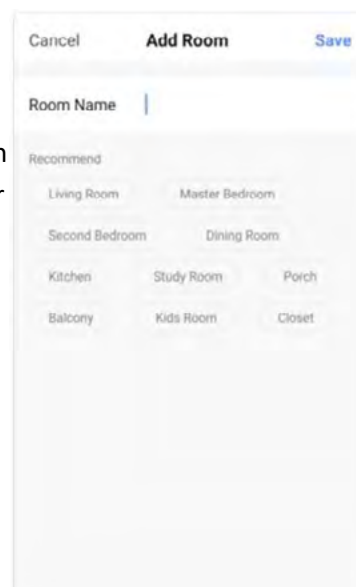 Cancel Add Room Save
Room Name
n
r
Recommend
Living Room Master Bedroom
Second Bedroom Dining Room
Kitchen Study Room Porch
Balcony Kids Room Closet